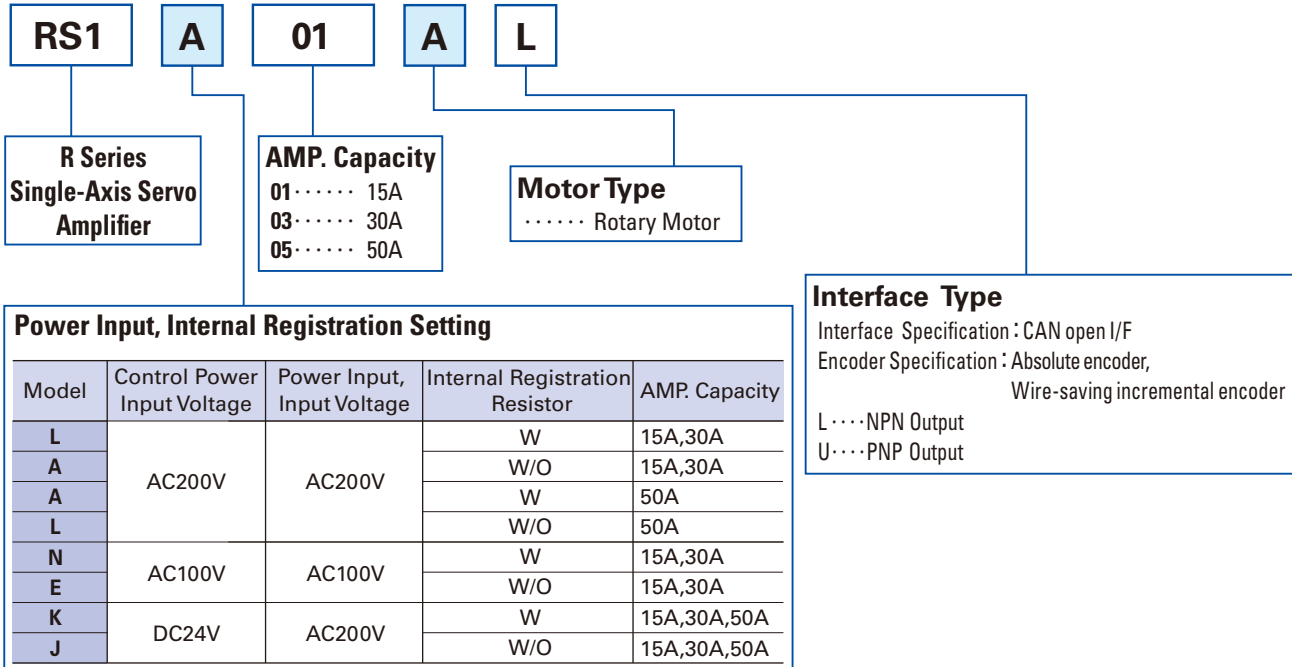 RS1 A 01 A L
R Series
Single-Axis Servo
Amplifier
AMP. Capacity
01······ 15A
03······ 30A
05······ 50A
Motor Type
······ Rotary Motor
Interface Type
Interface Specification : CAN open I/F
Encoder Specification : Absolute encoder,
Wire-saving incremental encoder
L ····NPN Output
U····PNP Output
Power Input, Internal Registration Setting
Model Control Power Input Voltage Power Input, Input Voltage Internal Registration Resistor AMP. Capacity
L AC200V AC200V W 15A,30A
A W/O 15A,30A
A W 50A
L W/O 50A
N AC100V AC100V W 15A,30A
E W/O 15A,30A
K DC24V AC200V W 15A,30A,50A
J W/O 15A,30A,50A